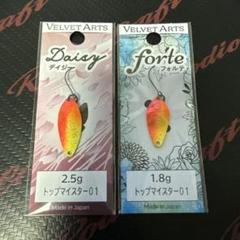 VELVET ARTS
Daisy
デイジー
2.5g
トップマイスター01
Made in Japan
VELVET ARTS
forte
フォルテ
1.8g
トップマイスター01
Made in Japan